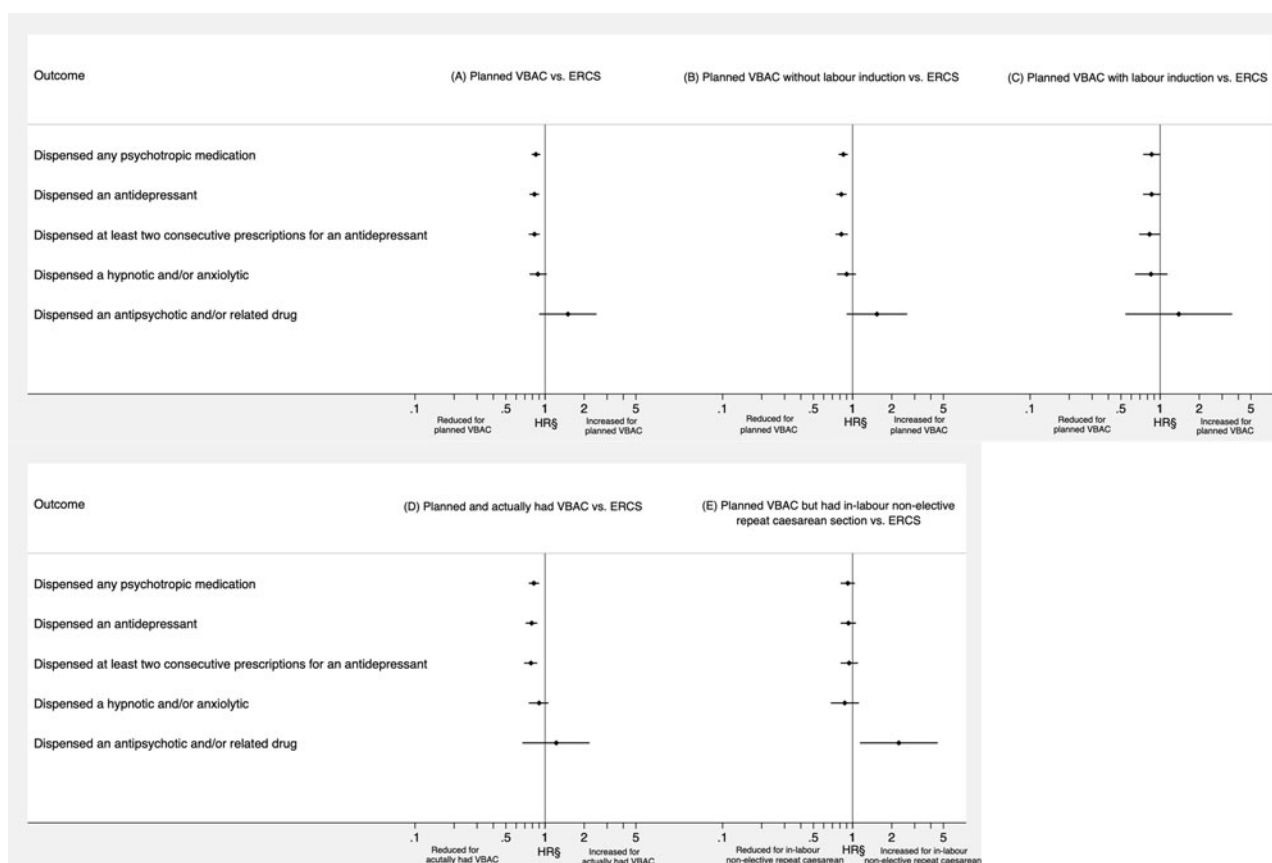 Outcome
(A) Planned VBAC vs. ERCS
(B) Planned VBAC without labour induction vs. ERCS
(C) Planned VBAC with labour induction vs. ERCS
Dispensed any psychotropic medication
Dispensed an antidepressant
Dispensed at least two consecutive prescriptions for an antidepressant
Dispensed a hypnotic and/or anxiolytic
Dispensed an antipsychotic and/or related drug
.1 .5 1 2 5
Reduced for
planned VBAC
HR§
Increased for
planned VBAC
.1 .5 1 2 5
Reduced for
planned VBAC
HR§
Increased for
planned VBAC
.1 .5 1 2 5
Reduced for
planned VBAC
HR§
Increased for
planned VBAC
Outcome
(D) Planned and actually had VBAC vs. ERCS
(E) Planned VBAC but had in-labour non-elective
repeat caesarean section vs. ERCS
Dispensed any psychotropic medication
Dispensed an antidepressant
Dispensed at least two consecutive prescriptions for an antidepressant
Dispensed a hypnotic and/or anxiolytic
Dispensed an antipsychotic and/or related drug
.1 .5 1 2 5
Reduced for
acutally had VBAC
HR§
Increased for
actually had VBAC
.1 .5 1 2 5
Reduced for in-labour
non-elective repeat caesarean
HR§
Increased for in-labour
non-elective repeat caesarean